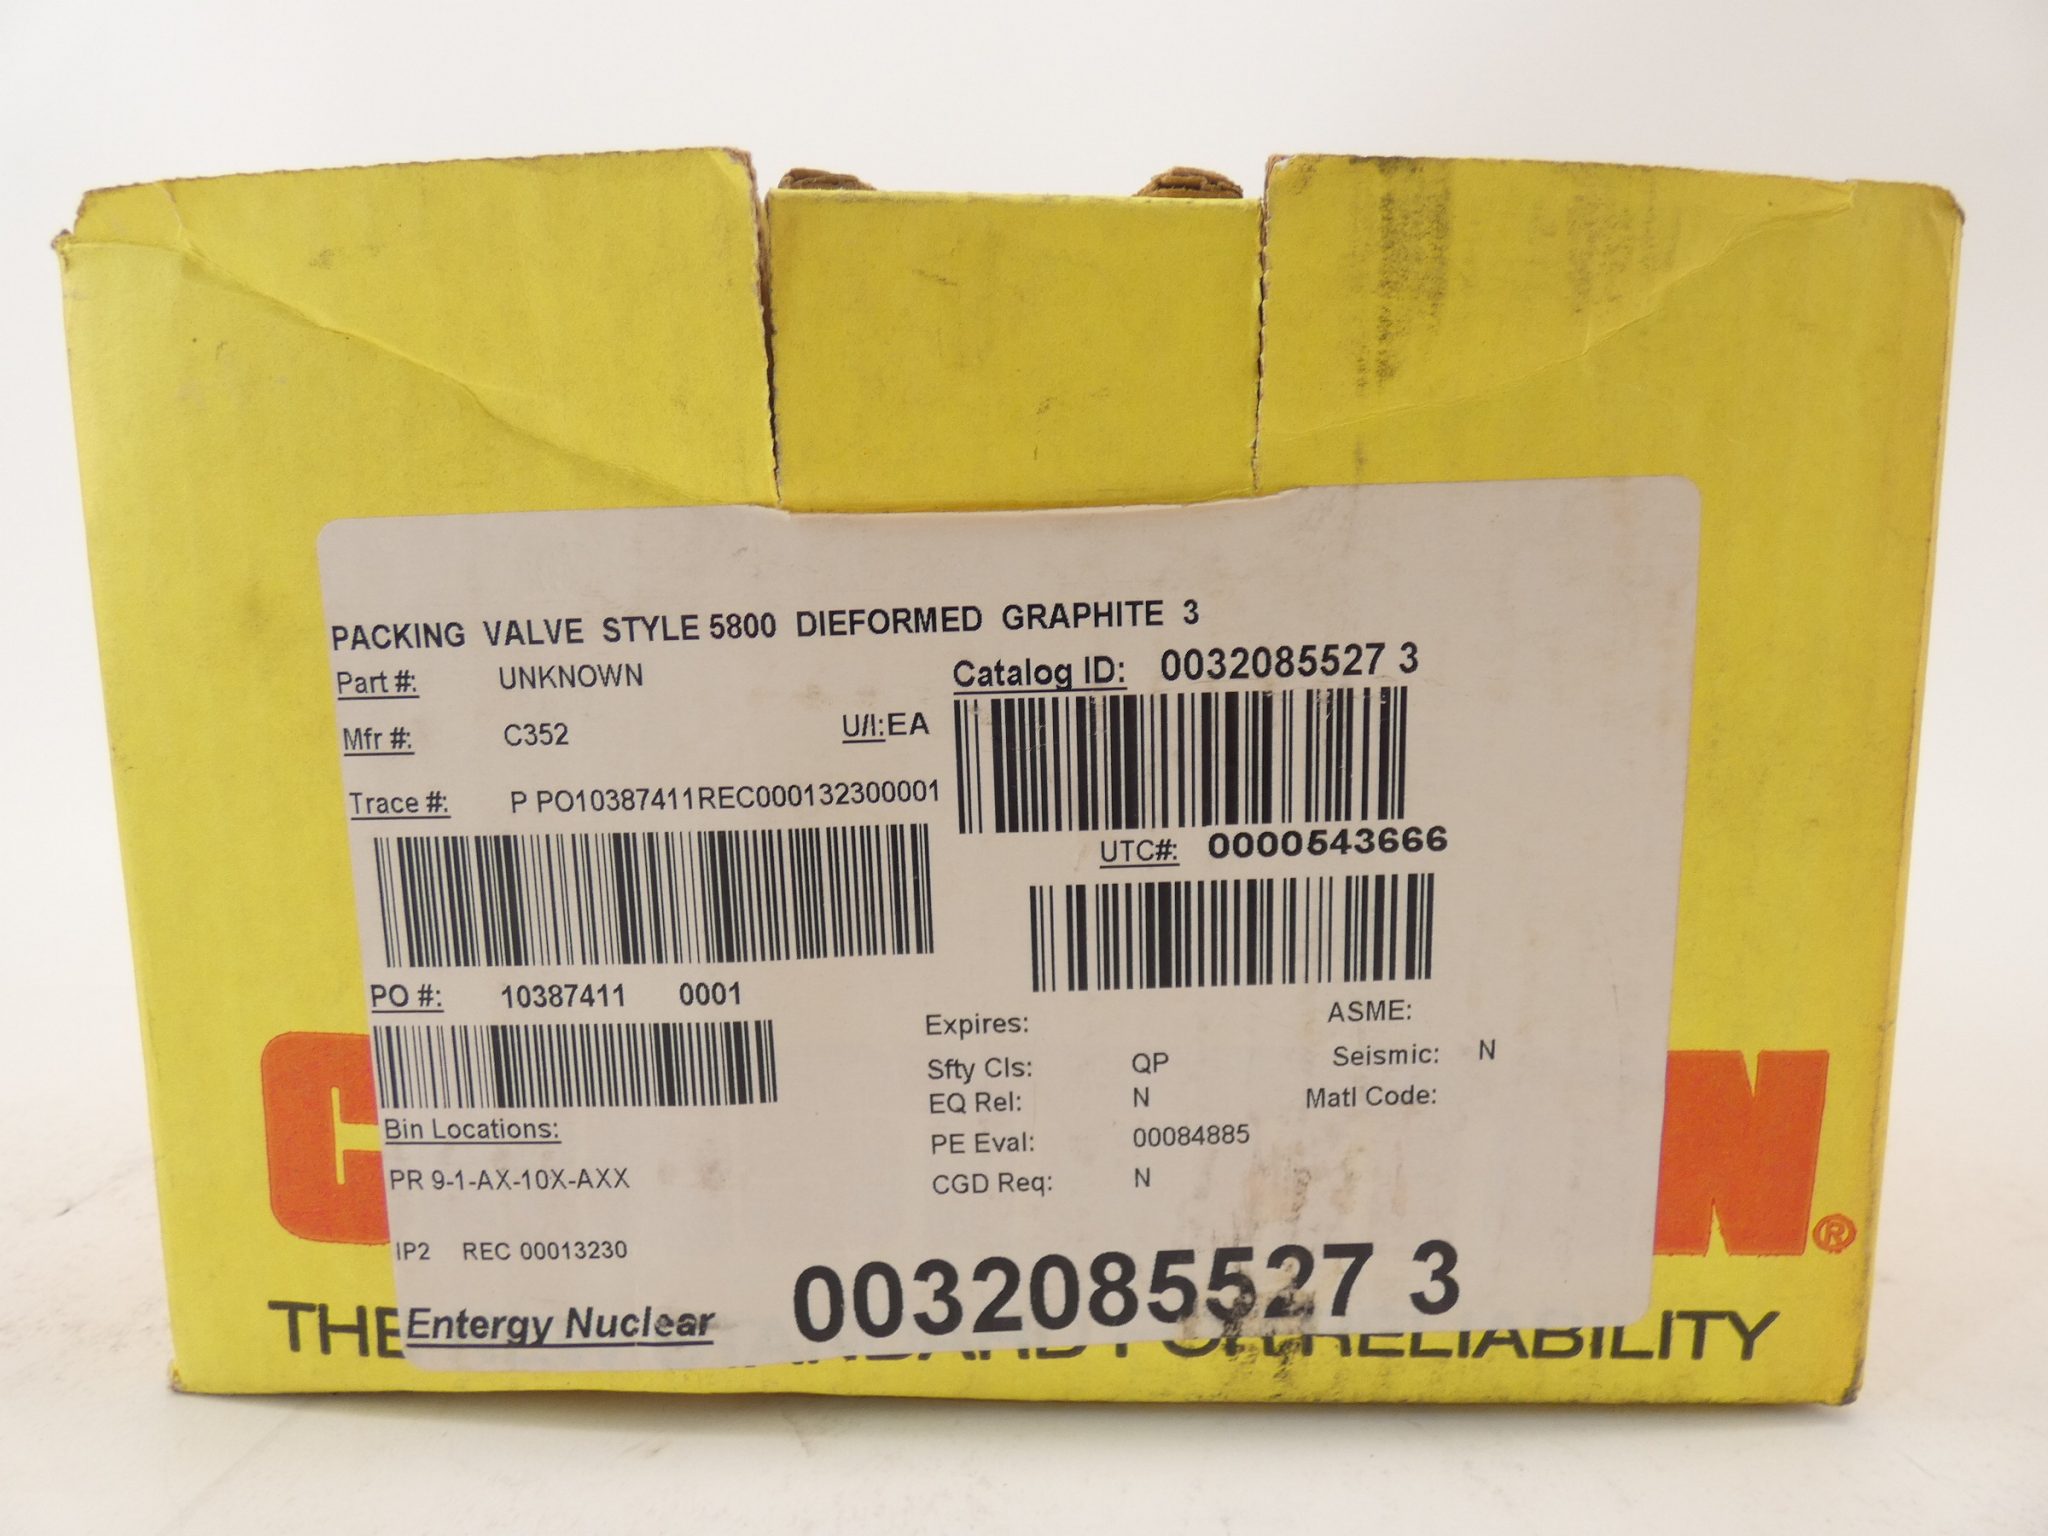 PACKING VALVE STYLE 5800 DIEFORMED GRAPHITE 3
Part #: UNKNOWN
Catalog ID: 0032085527 3
Mfr #: C352 U/I:EA
Trace #: P PO10387411REC000132300001
UTC#: 0000543666
PO #: 10387411 0001
Expires: ASME:
Sfty Cls: QP Seismic: N
EQ Rel: N Matl Code:
PE Eval: 00084885
CGD Req: N
Bin Locations:
PR 9-1-AX-10X-AXX
IP2 REC 00013230
Entergy Nuclear 0032085527 3
THE RELIABILITY